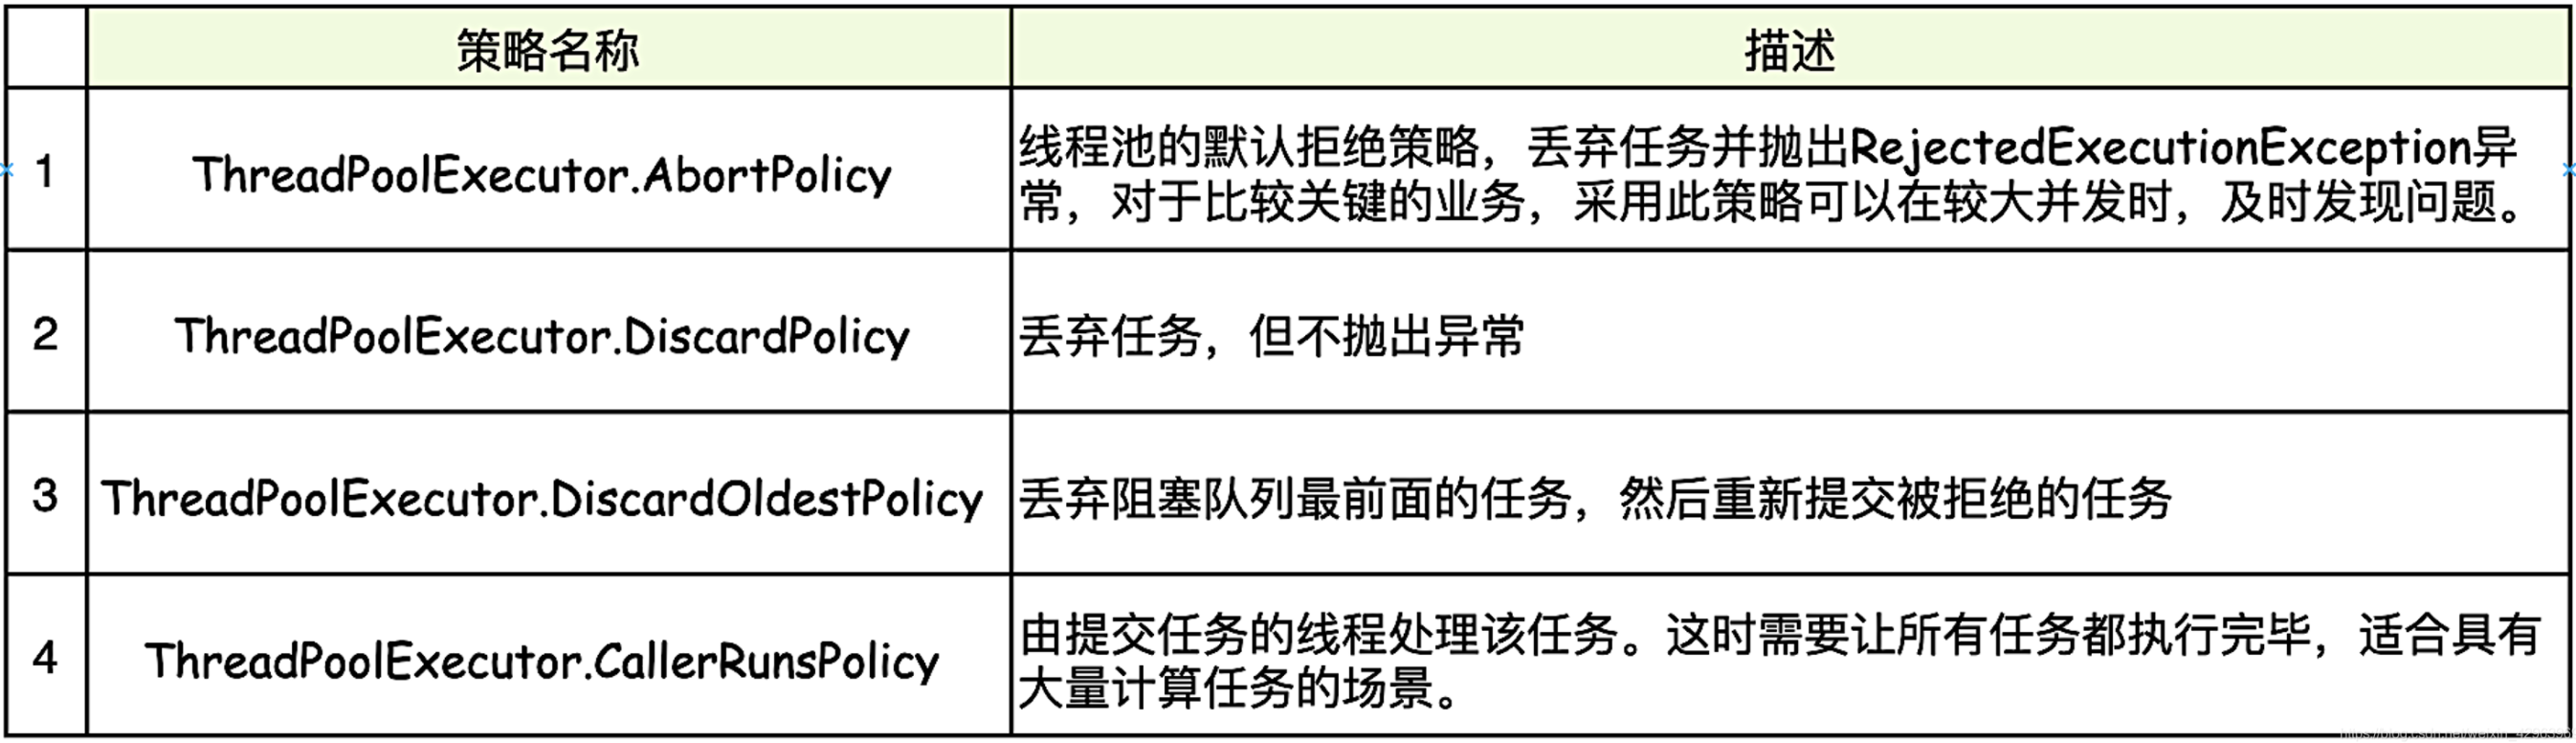 策略名称
描述
1
ThreadPoolExecutor.AbortPolicy
线程池的默认拒绝策略，丢弃任务并抛出RejectedExecutionException异
常，对于比较关键的业务，采用此策略可以在较大并发时，及时发现问题。
2
ThreadPoolExecutor.DiscardPolicy
丢弃任务，但不抛出异常
3
ThreadPoolExecutor.DiscardOldestPolicy
丢弃阻塞队列最前面的任务，然后重新提交被拒绝的任务
4
ThreadPoolExecutor.CallerRunsPolicy
由提交任务的线程处理该任务。这时需要让所有任务都执行完毕，适合具有
大量计算任务的场景。